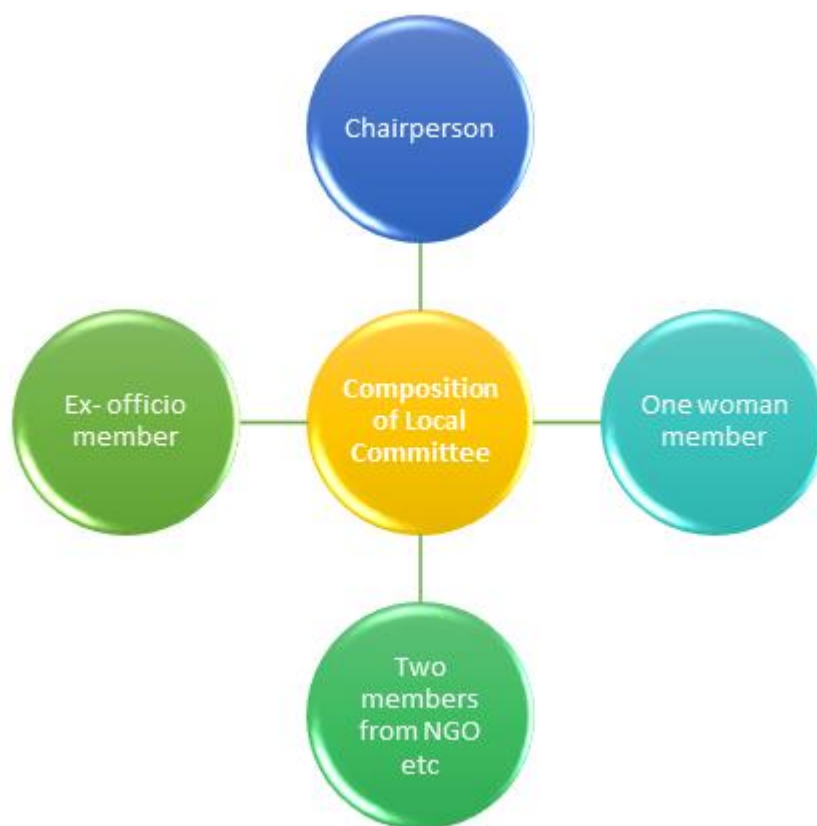 Chairperson
Ex- officio
member
Composition
of Local
Committee
One woman
member
Two
members
from NGO
etc